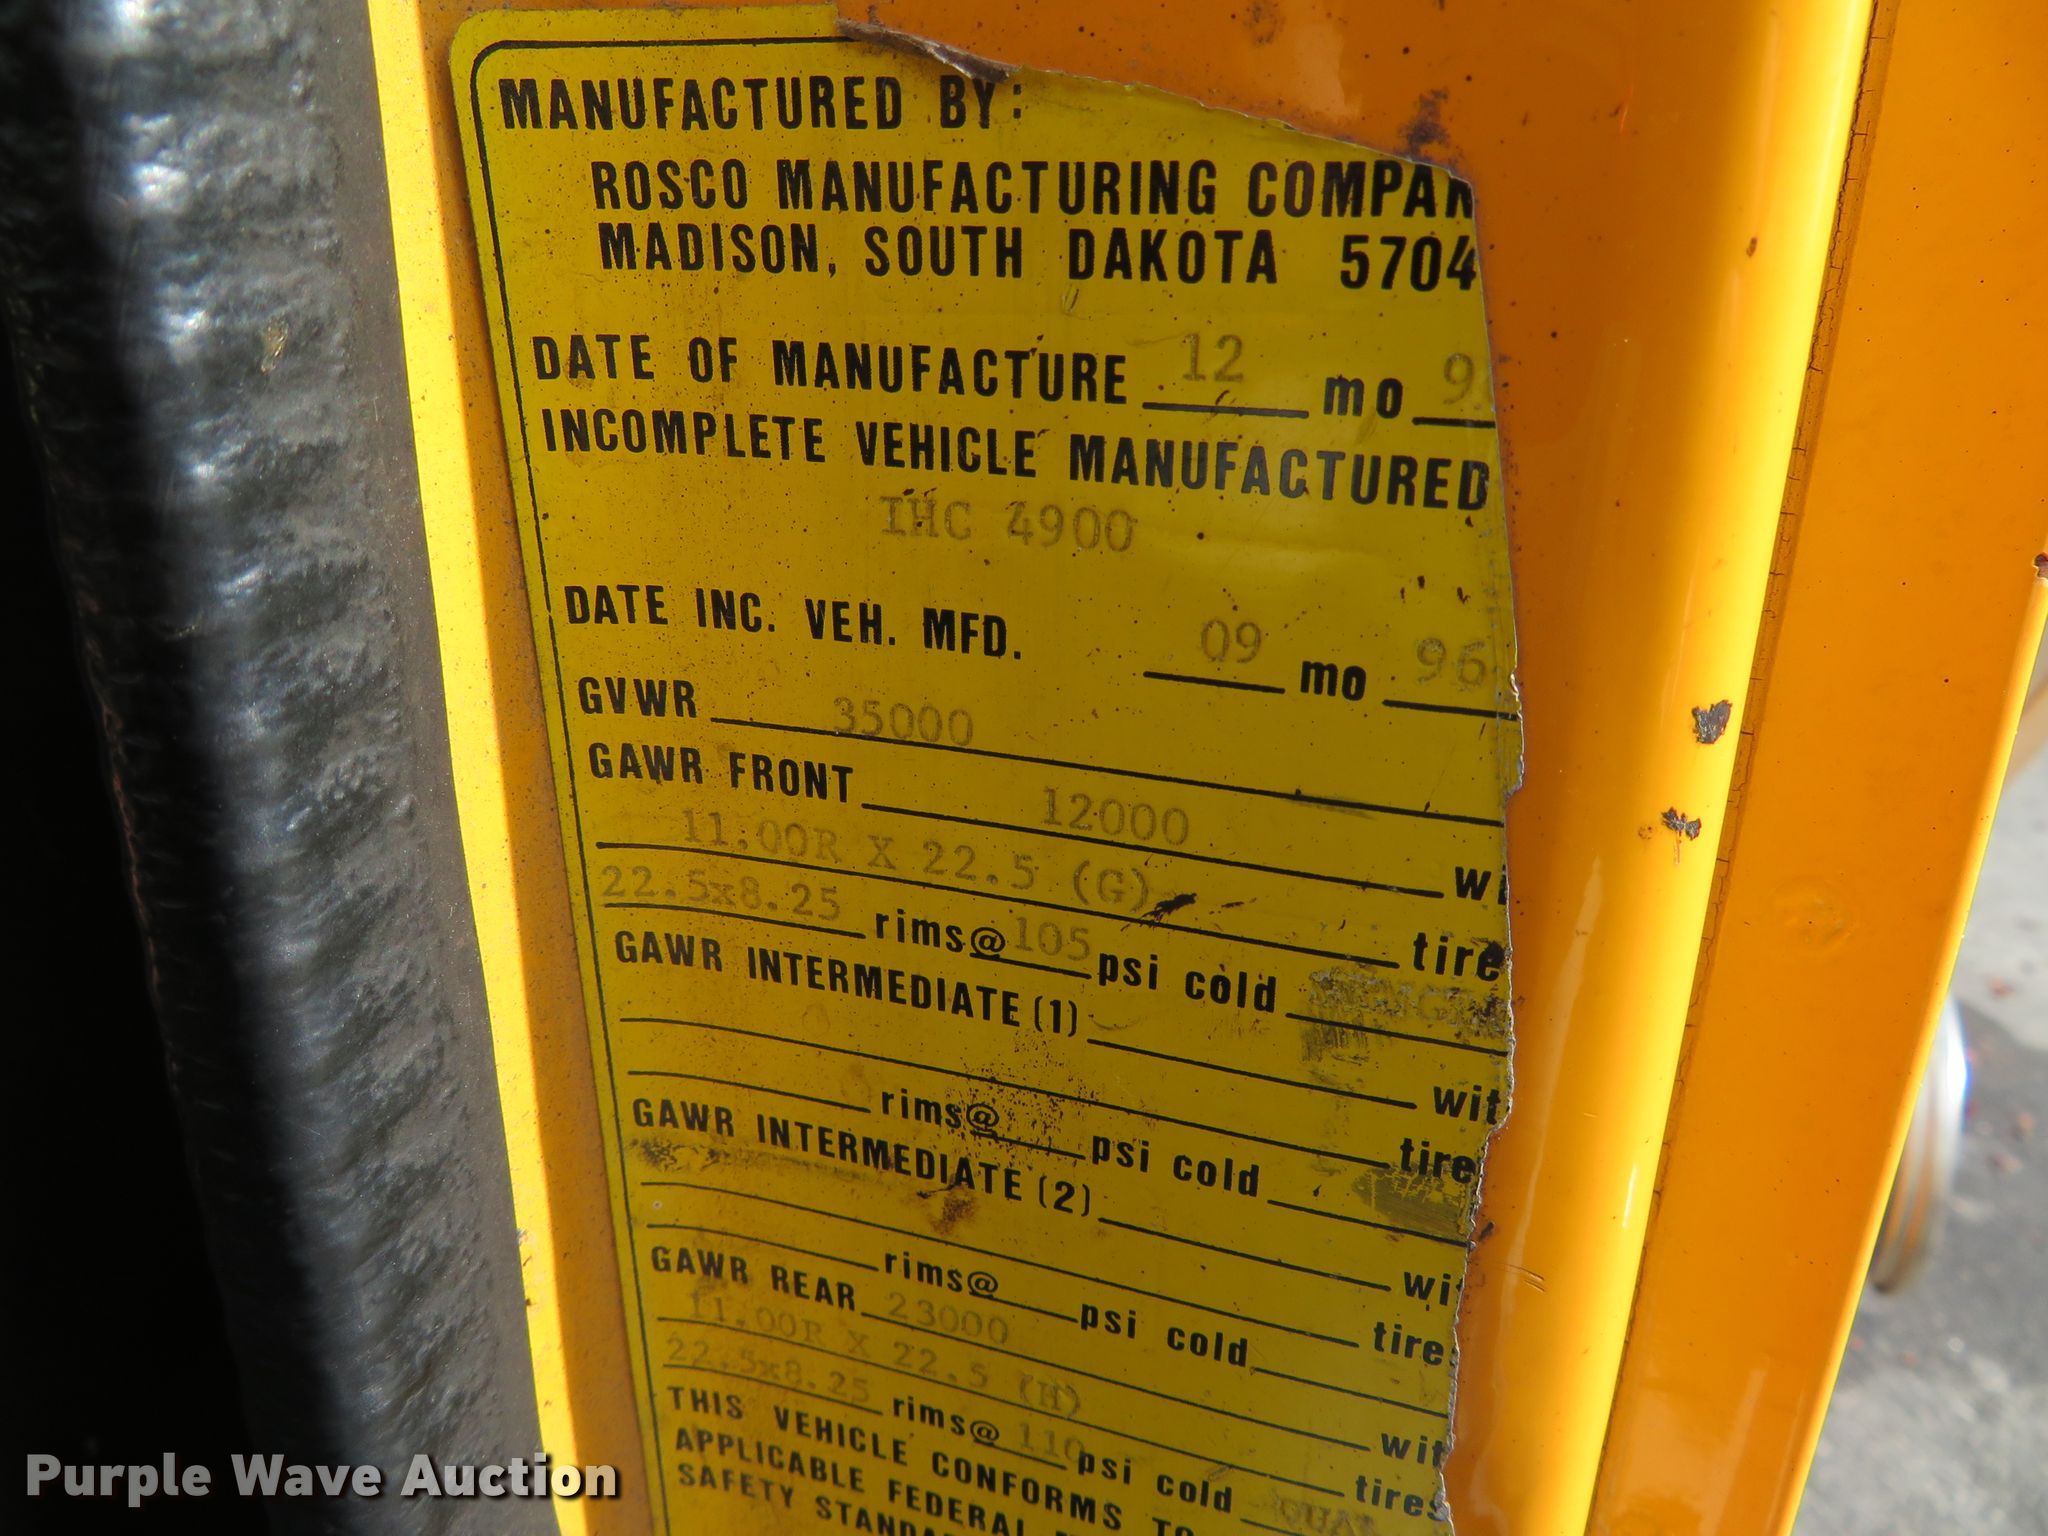 MANUFACTURED BY:
ROSCO MANUFACTURING COMPAN
MADISON, SOUTH DAKOTA 5704
DATE OF MANUFACTURE 12 mo 9
INCOMPLETE VEHICLE MANUFACTURED
IHC 4900
DATE INC. VEH. MFD. 09 mo 96
GVWR 35000
GAWR FRONT 12000 wi
11.00R X 22.5 (G) tire
22.5x8.25 rims@ 105 psi cold
GAWR INTERMEDIATE (1) wit
tire
rims@ psi cold
GAWR INTERMEDIATE (2) wi
tire
rims@ psi cold
GAWR REAR 23000 wit
11.00R X 22.5 (H) tires
22.5x8.25 rims@ 110 psi cold DUA
THIS VEHICLE CONFORMS TO
APPLICABLE FEDERAL
SAFETY STANDA
Purple Wave Auction